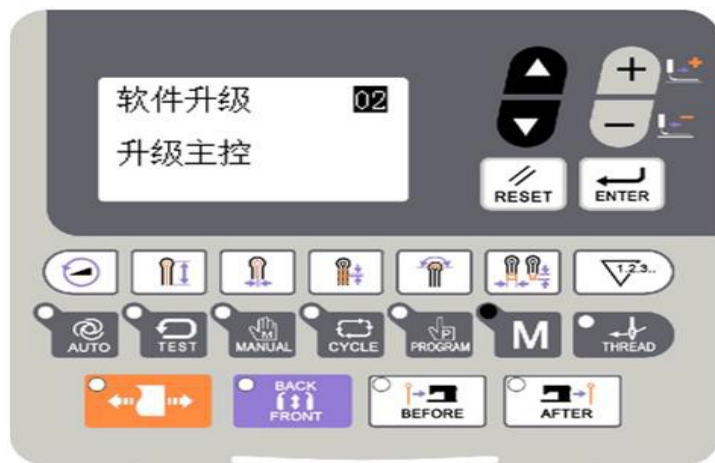 软件升级 02
升级主控
RESET
ENTER
1.2.3..
AUTO
TEST
M
MANUAL
CYCLE
P
PROGRAM
M
THREAD
BACK
FRONT
BEFORE
AFTER